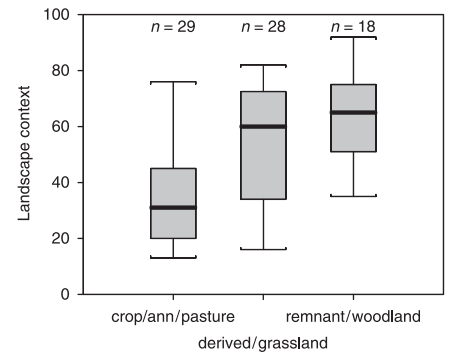 100
n = 29 n = 28 n = 18
80
60
40
20
0
Landscape context
crop/ann/pasture remnant/woodland
derived/grassland